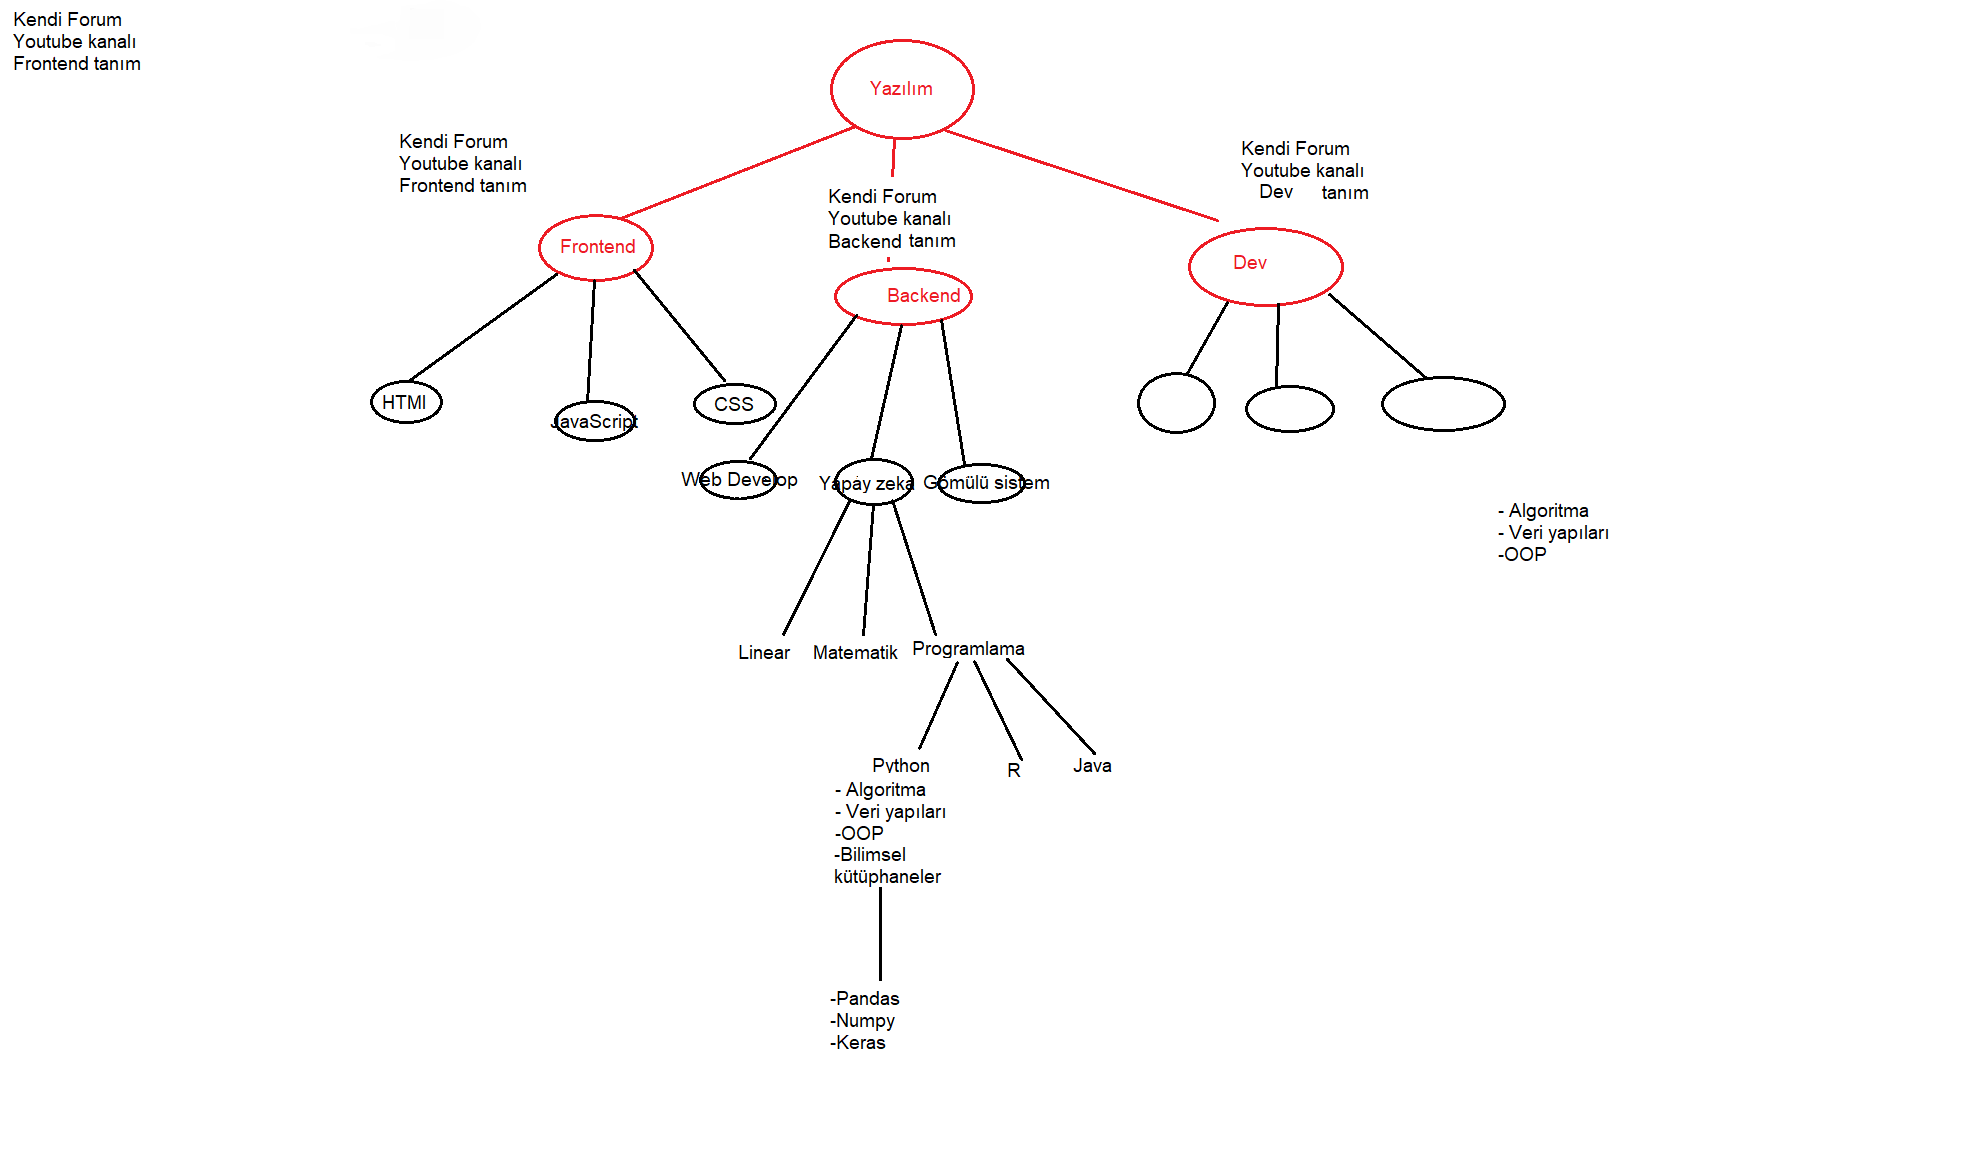 Kendi Forum
Youtube kanalı
Frontend tanım
Yazılım
Kendi Forum
Youtube kanalı
Frontend tanım
Kendi Forum
Youtube kanalı
Backend tanım
Kendi Forum
Youtube kanalı
Dev tanım
Frontend
Backend
Dev
HTMl
JavaScript
CSS
Web Develop
Yapay zeka
Gömülü sistem
- Algoritma
- Veri yapıları
-OOP
Linear
Matematik
Programlama
Python
R
Java
- Algoritma
- Veri yapıları
-OOP
-Bilimsel
kütüphaneler
-Pandas
-Numpy
-Keras